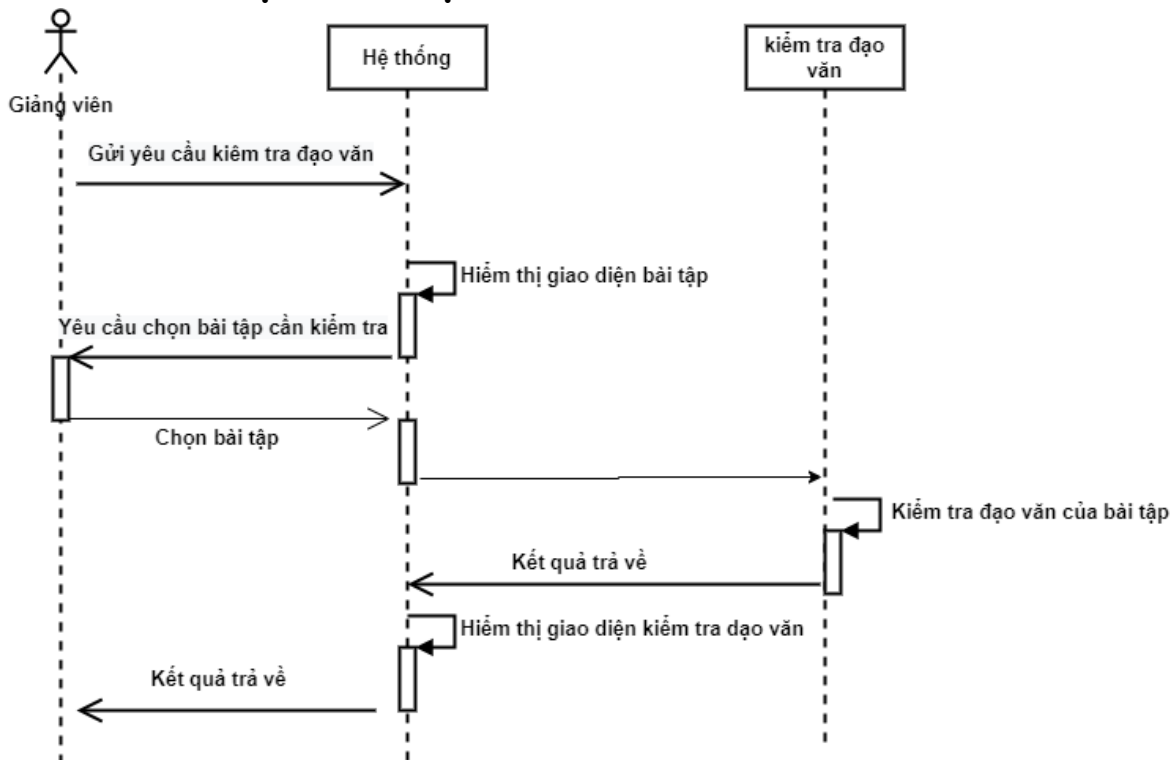 Hệ thống
kiểm tra đạo
văn
Giảng viên
Gửi yêu cầu kiêm tra đạo văn
Hiểm thị giao diện bài tập
Yêu cầu chọn bài tập cần kiểm tra
Chọn bài tập
Kiểm tra đạo văn của bài tập
Kết quả trả về
Hiểm thị giao diện kiểm tra dạo văn
Kết quả trả về